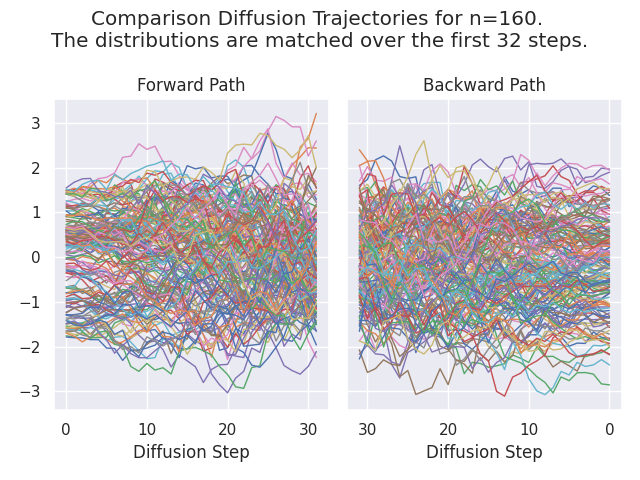 Comparison Diffusion Trajectories for n=160.
The distributions are matched over the first 32 steps.
Forward Path
Backward Path
3
2
1
0
−1
−2
−3
0 10 20 30
30 20 10 0
Diffusion Step
Diffusion Step